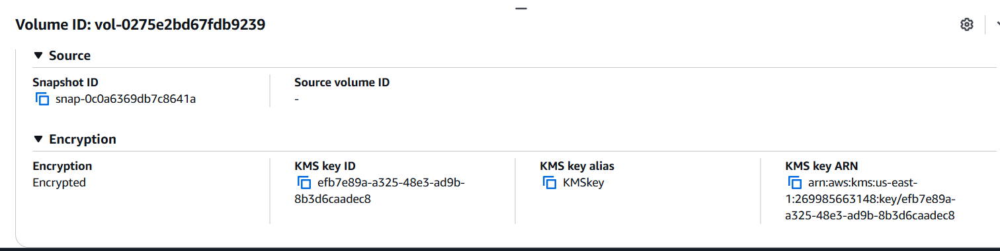 Volume ID: vol-0275e2bd67fdb9239
Source
Snapshot ID
snap-0c0a6369db7c8641a
Source volume ID
-
Encryption
Encryption
Encrypted
KMS key ID
efb7e89a-a325-48e3-ad9b-
8b3d6caadec8
KMS key alias
KMSkey
KMS key ARN
arn:aws:kms:us-east-
1:269985663148:key/efb7e89a-
a325-48e3-ad9b-8b3d6caadec8